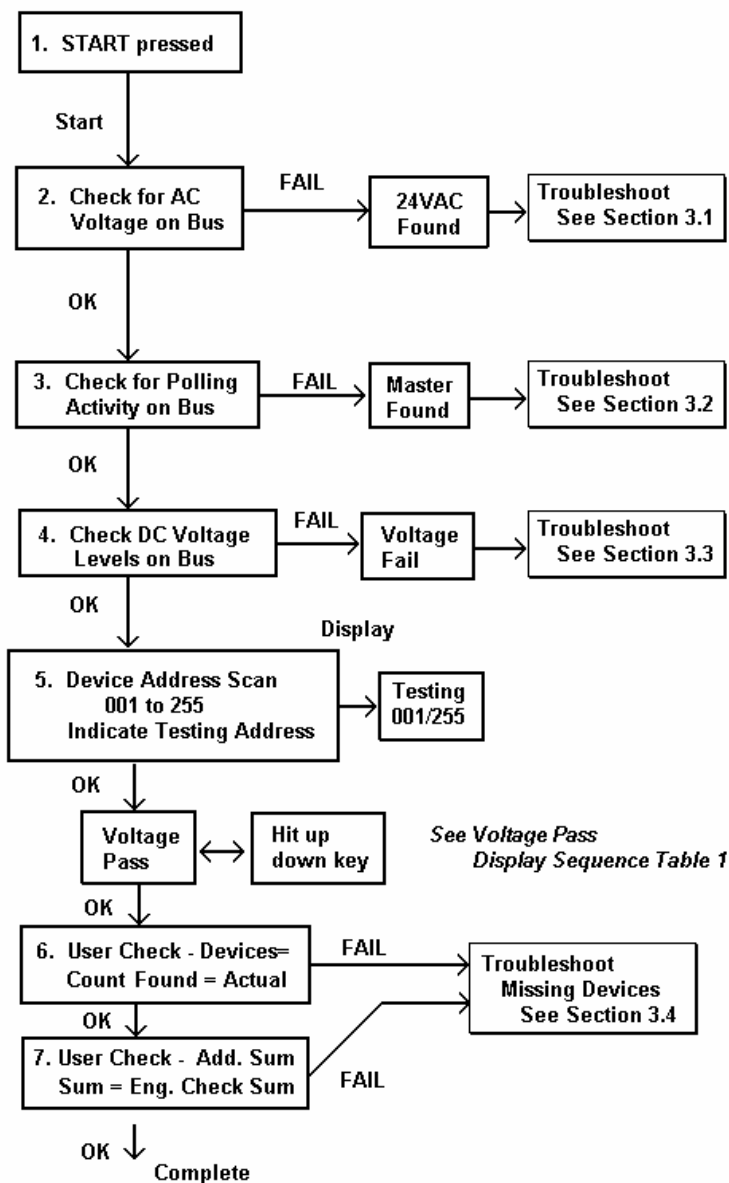 1. START pressed
Start
2. Check for AC
Voltage on Bus
FAIL
24VAC
Found
Troubleshoot
See Section 3.1
OK
3. Check for Polling
Activity on Bus
FAIL
Master
Found
Troubleshoot
See Section 3.2
OK
4. Check DC Voltage
Levels on Bus
FAIL
Voltage
Fail
Troubleshoot
See Section 3.3
OK
Display
5. Device Address Scan
001 to 255
Indicate Testing Address
Testing
001/255
OK
Voltage
Pass
Hit up
down key
See Voltage Pass
Display Sequence Table 1
OK
6. User Check - Devices=
Count Found = Actual
FAIL
Troubleshoot
Missing Devices
See Section 3.4
OK
7. User Check - Add. Sum
Sum = Eng. Check Sum
FAIL
OK
Complete